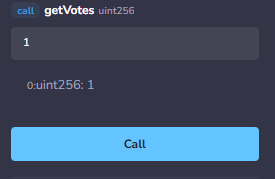 call getVotes uint256
1
0:uint256: 1
Call